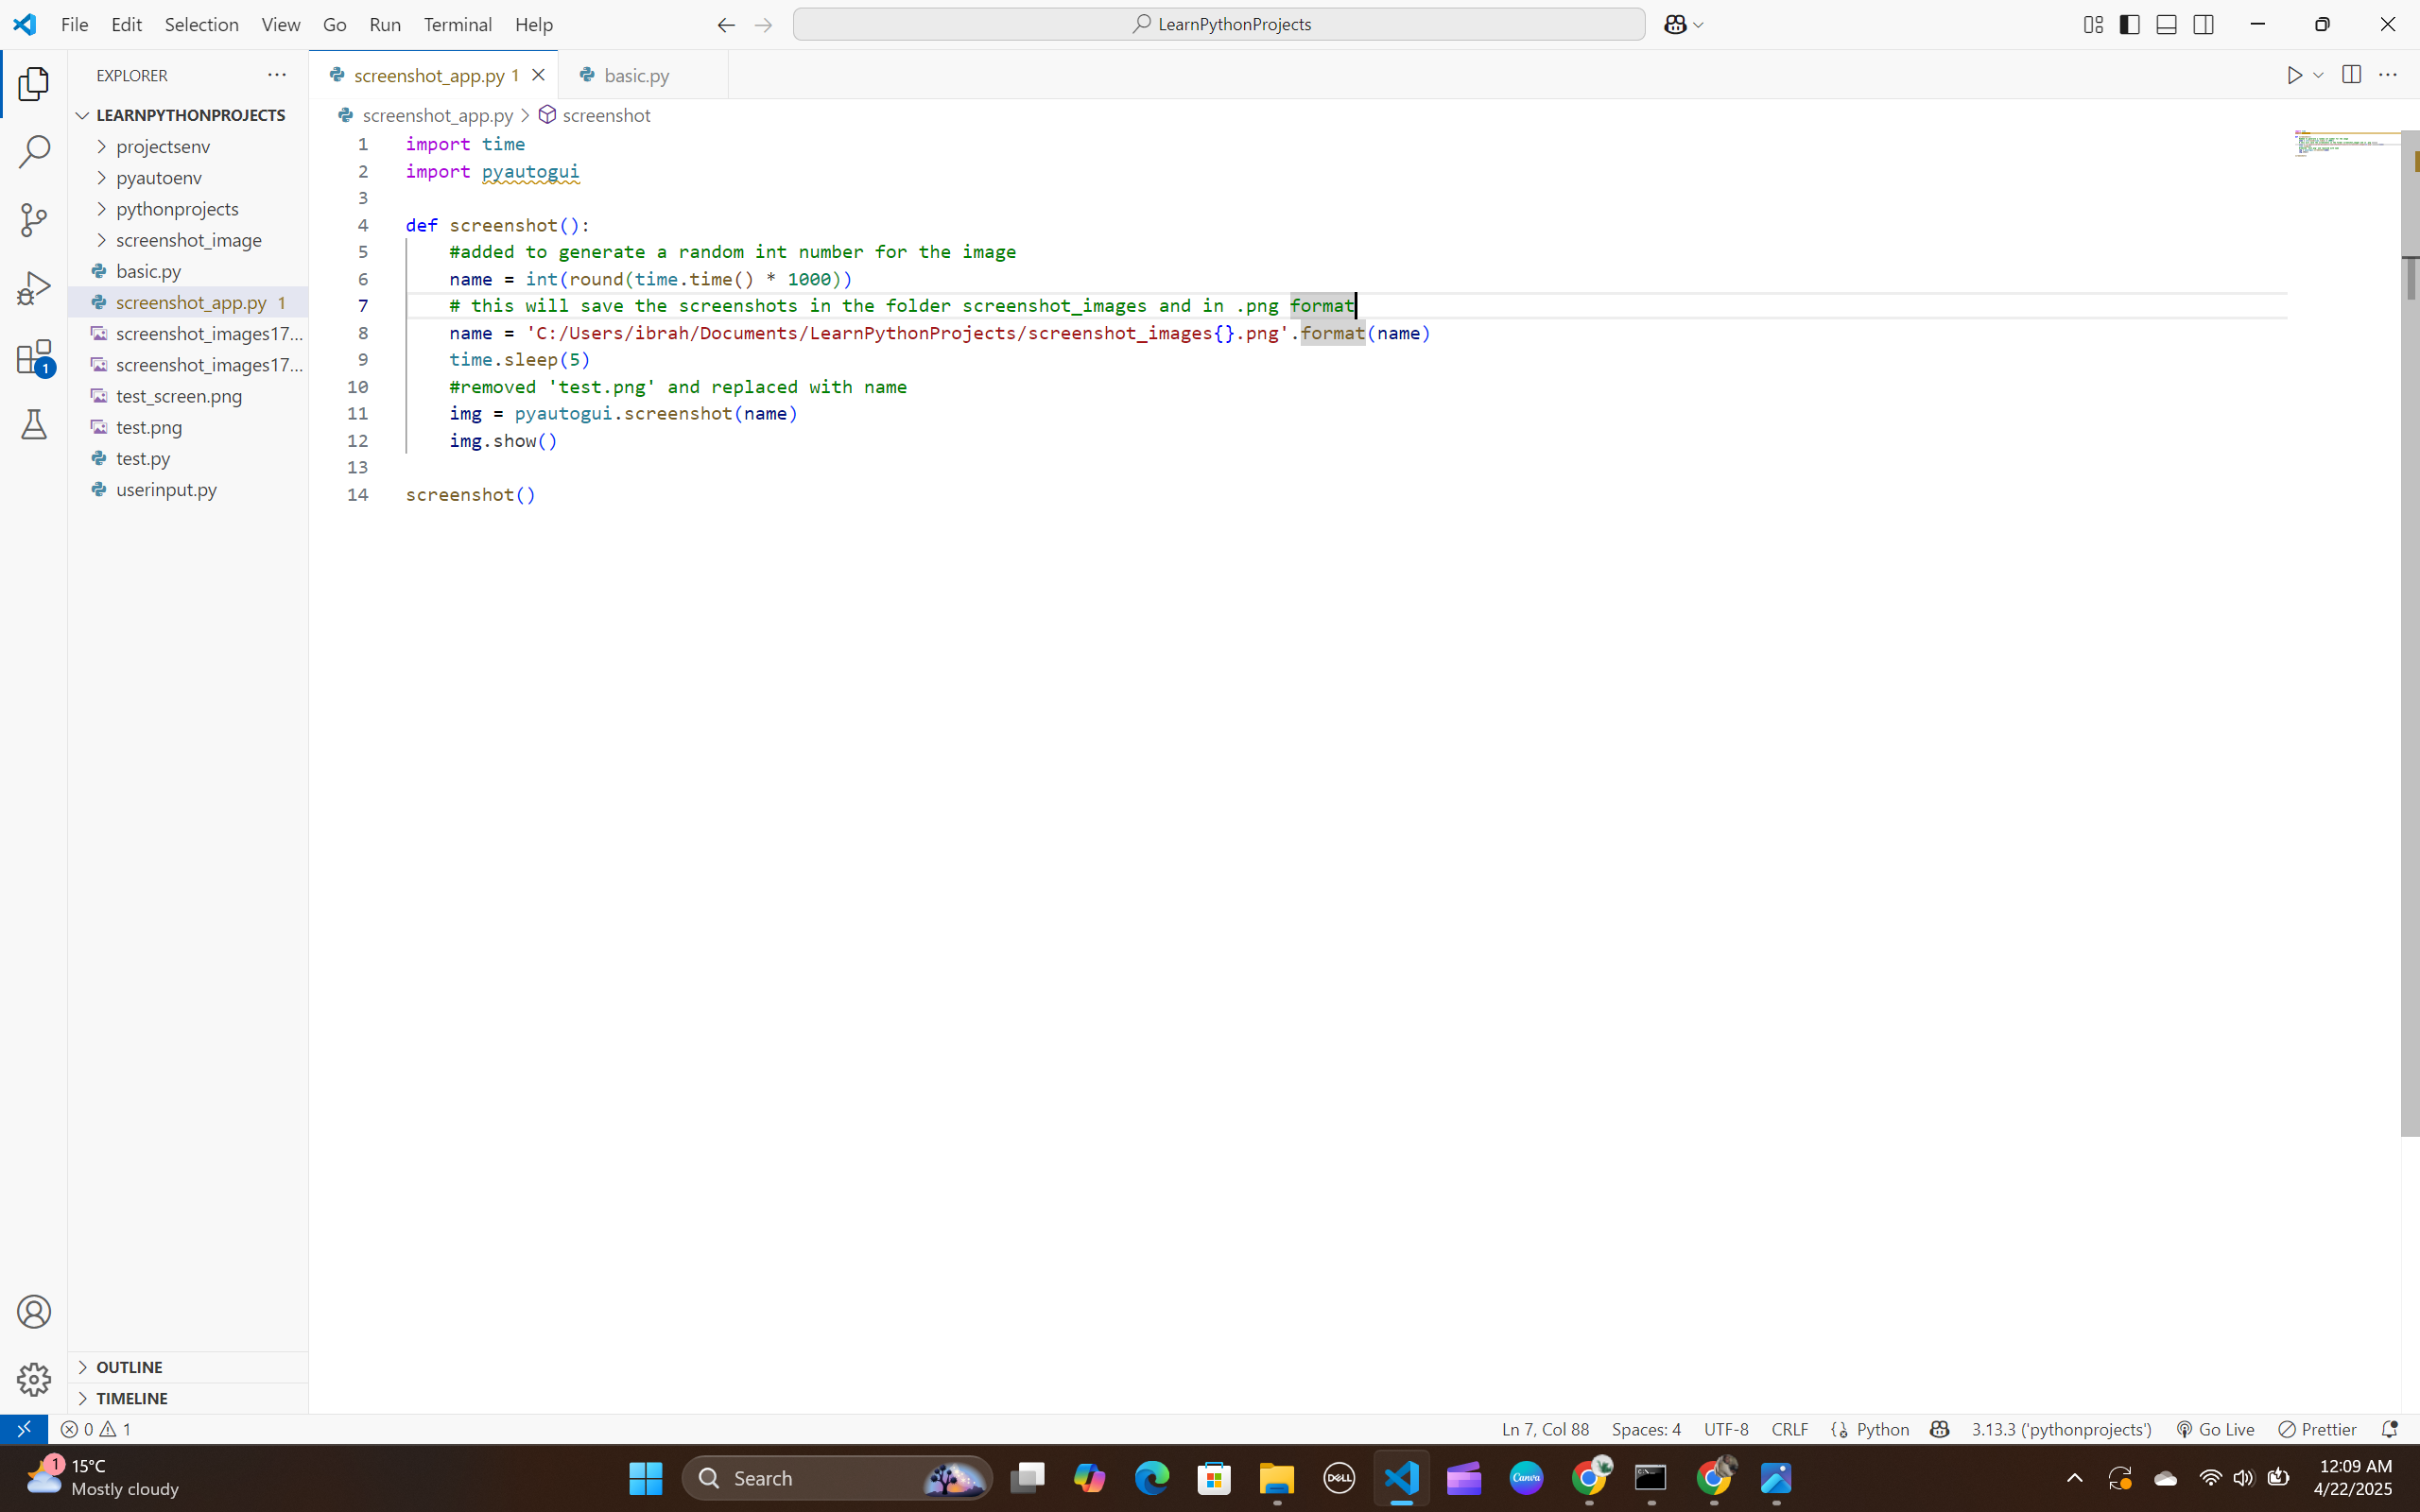 File Edit Selection View Go Run Terminal Help
LearnPythonProjects
EXPLORER
screenshot_app.py 1
basic.py
LEARNPYTHONPROJECTS
projectsenv
pyautoenv
pythonprojects
screenshot_image
basic.py
screenshot_app.py 1
screenshot_images17...
screenshot_images17...
test_screen.png
test.png
test.py
userinput.py
1
screenshot_app.py > screenshot
1 import time
2 import pyautogui
3
4 def screenshot():
5 #added to generate a random int number for the image
6 name = int(round(time.time() * 1000))
7 # this will save the screenshots in the folder screenshot_images and in .png format
8 name = 'C:/Users/ibrah/Documents/LearnPythonProjects/screenshot_images{}.png'.format(name)
9 time.sleep(5)
10 #removed 'test.png' and replaced with name
11 img = pyautogui.screenshot(name)
12 img.show()
13
14 screenshot()
OUTLINE
TIMELINE
0 1
Ln 7, Col 88 Spaces: 4 UTF-8 CRLF Python 3.13.3 ('pythonprojects') Go Live Prettier
1
15°C
Mostly cloudy
Search
DELL
Canva
12:09 AM
4/22/2025